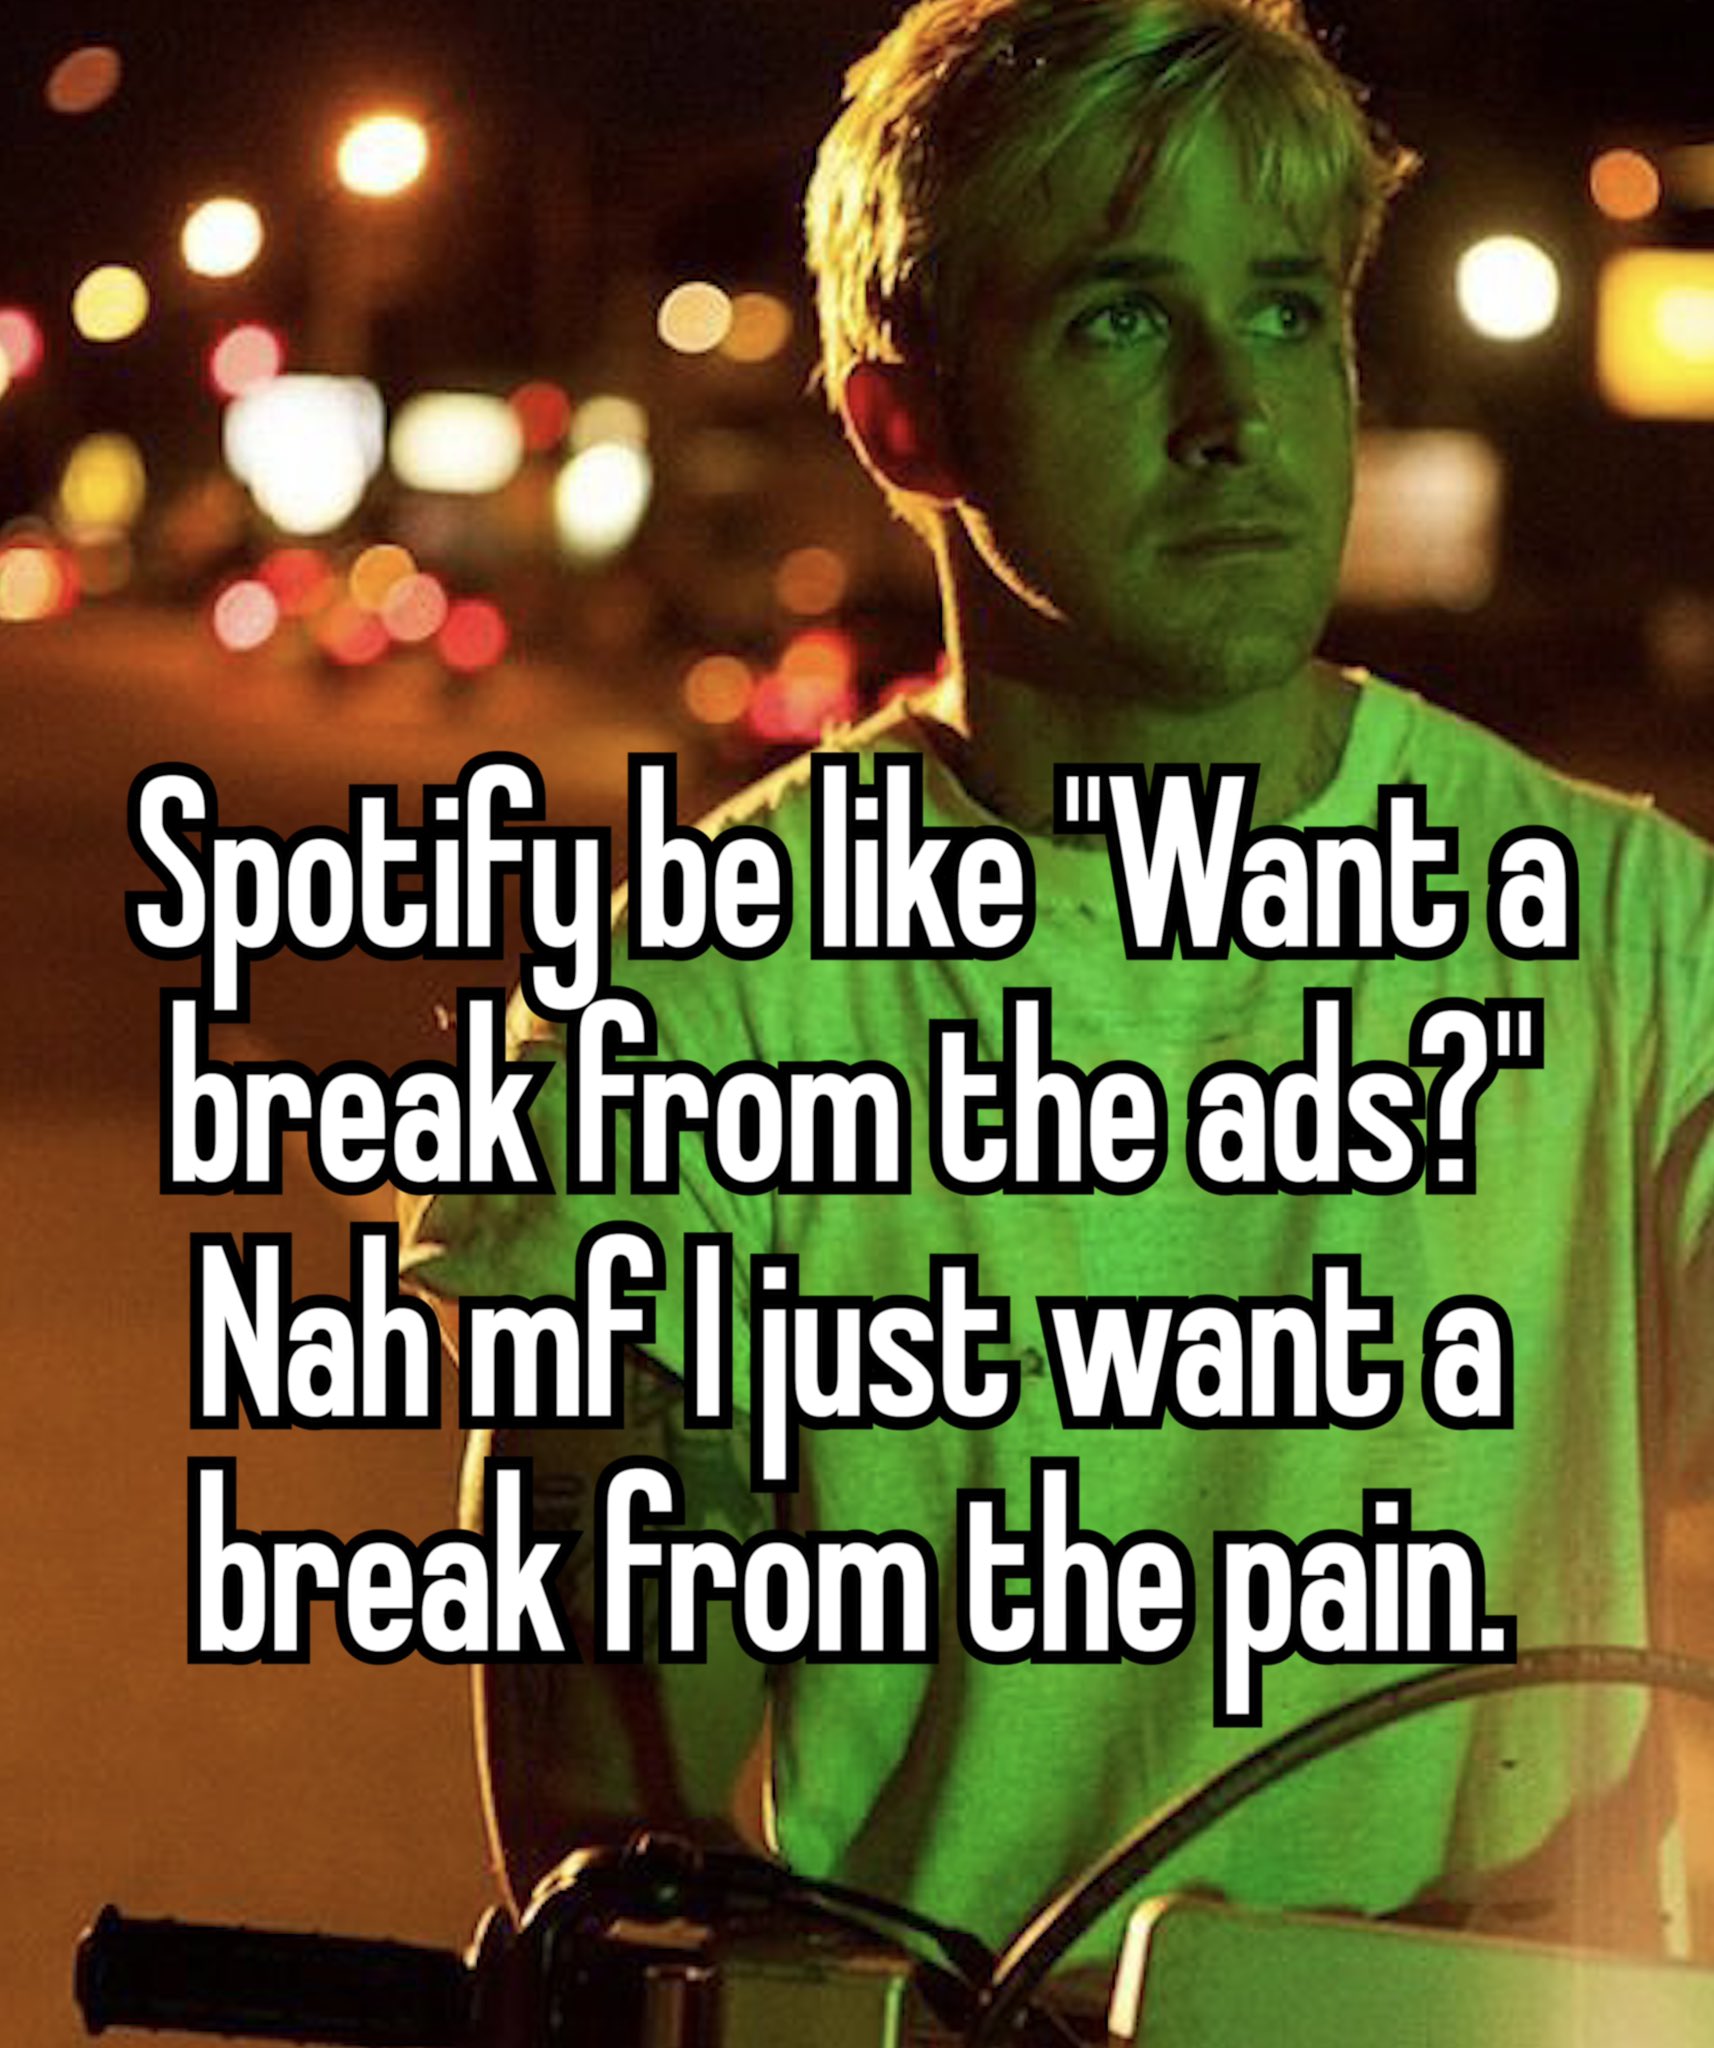 Spotify be like "Want a
break from the ads?"
Nah mf I just want a
break from the pain.